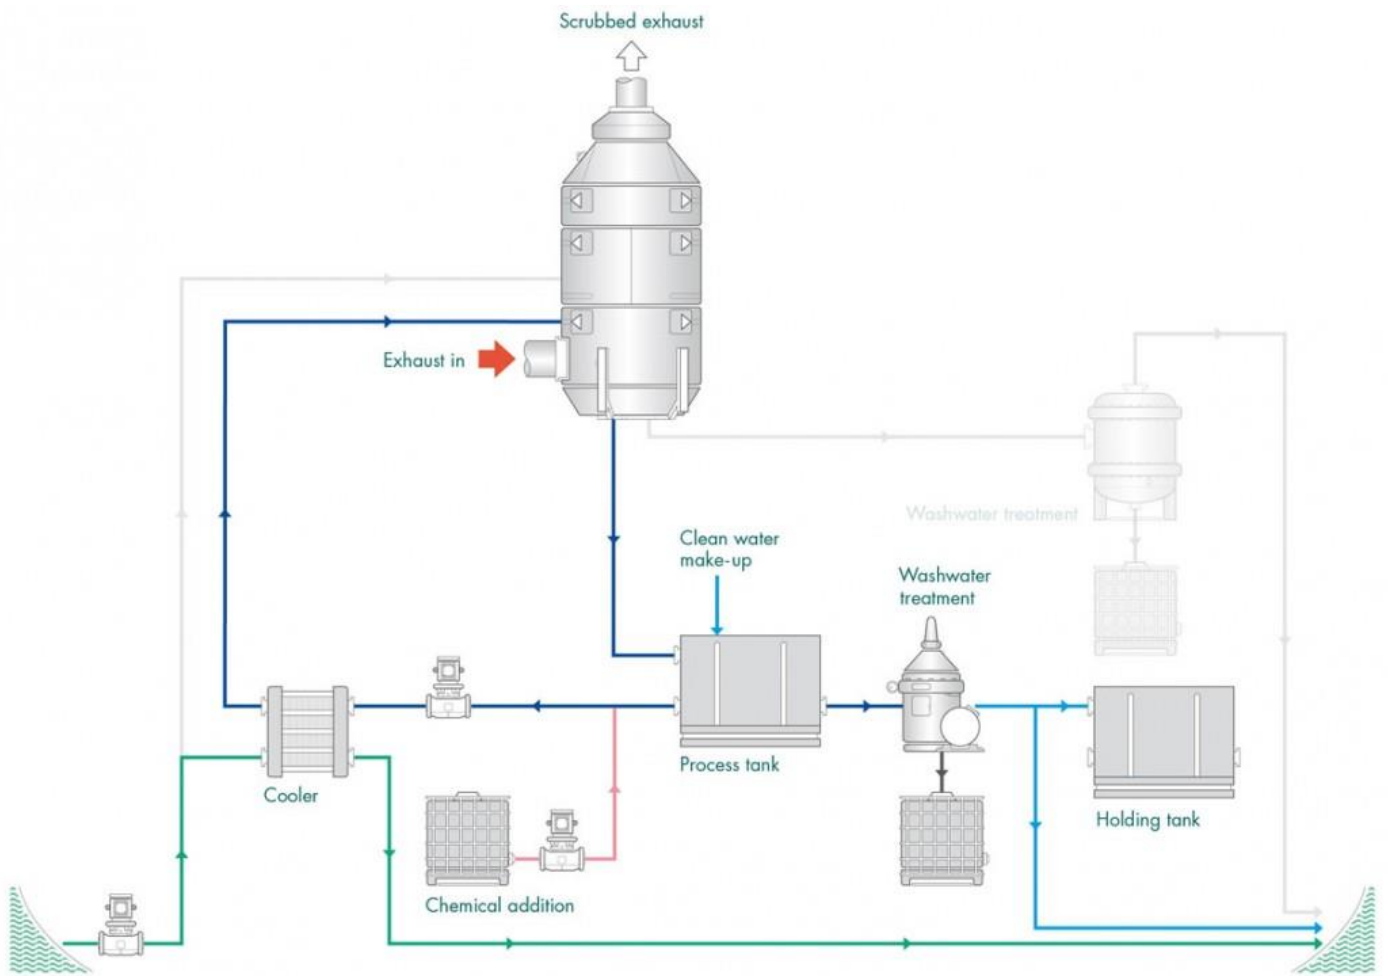 Scrubbed exhaust
Exhaust in
Washwater treatment
Clean water
make-up
Washwater
treatment
Process tank
Cooler
Holding tank
Chemical addition